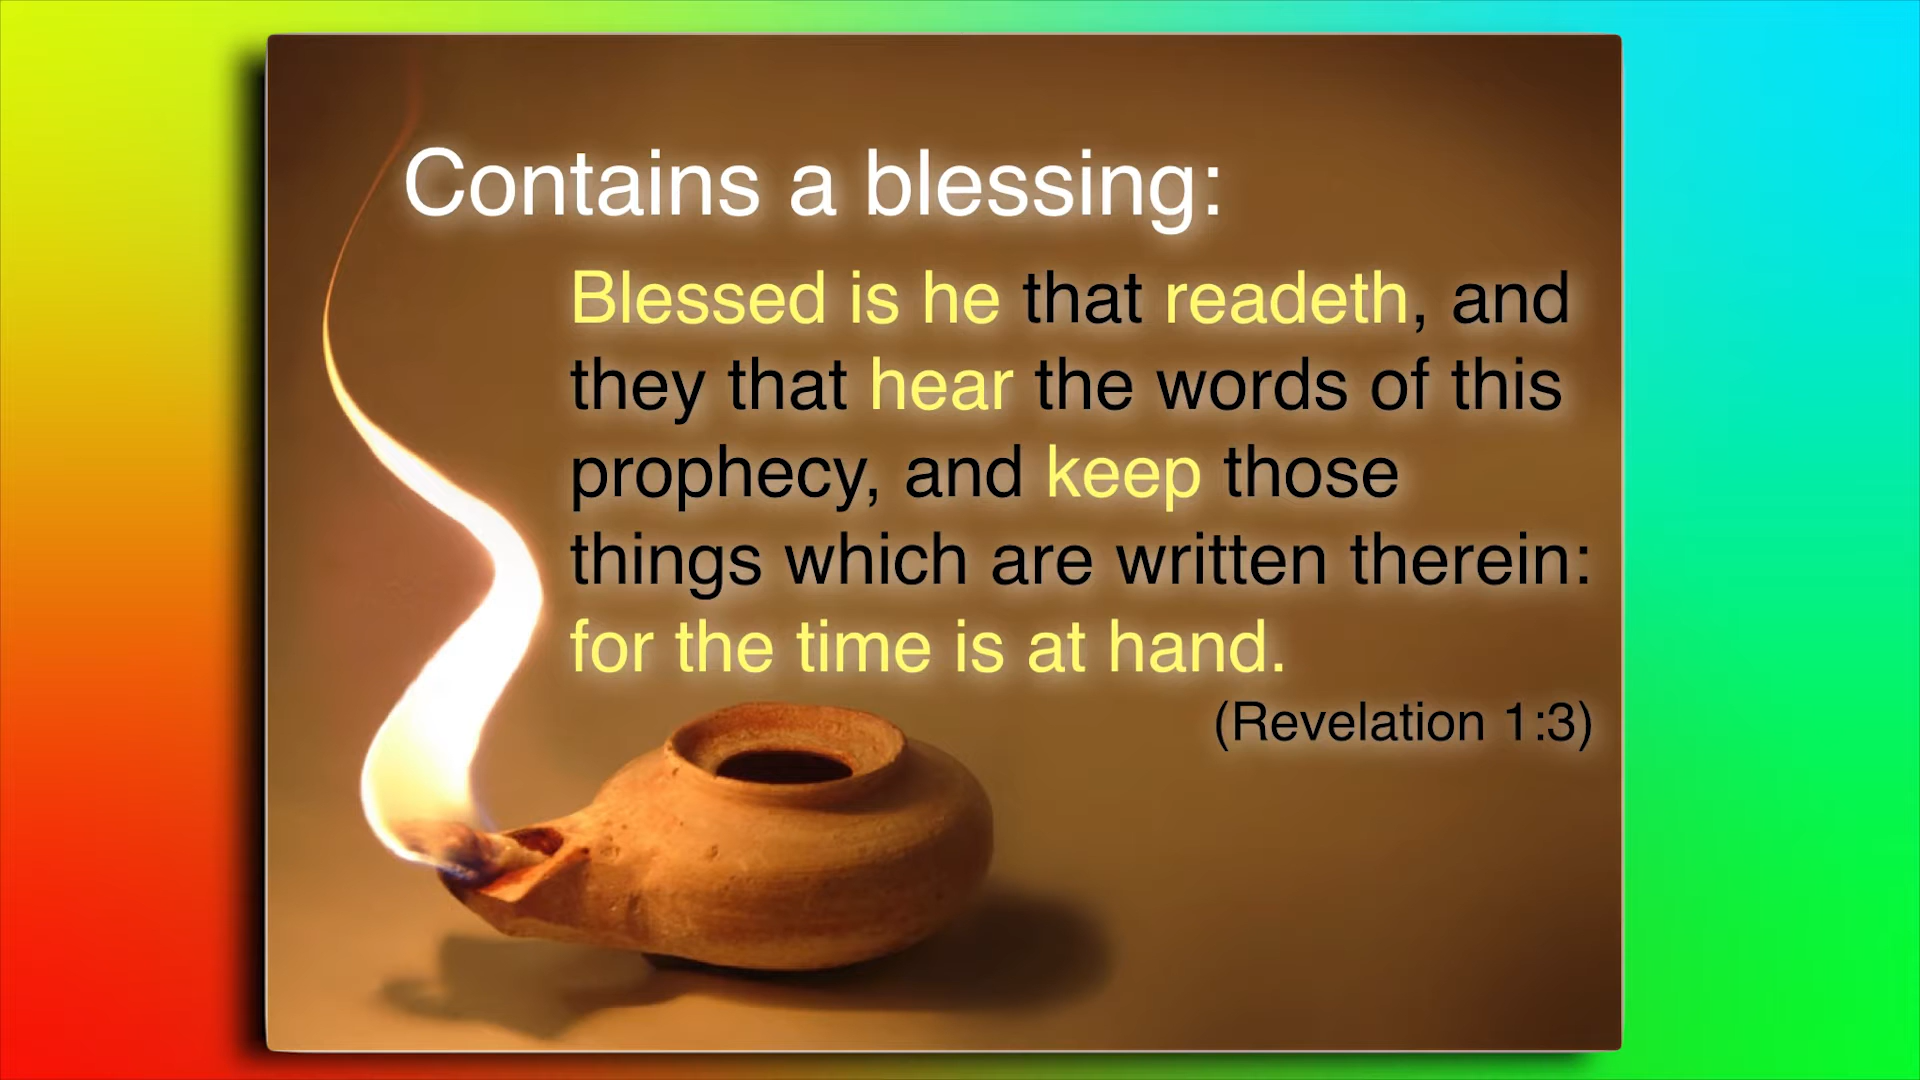 Contains a blessing:
Blessed is he that readeth, and
they that hear the words of this
prophecy, and keep those
things which are written therein:
for the time is at hand.
(Revelation 1:3)